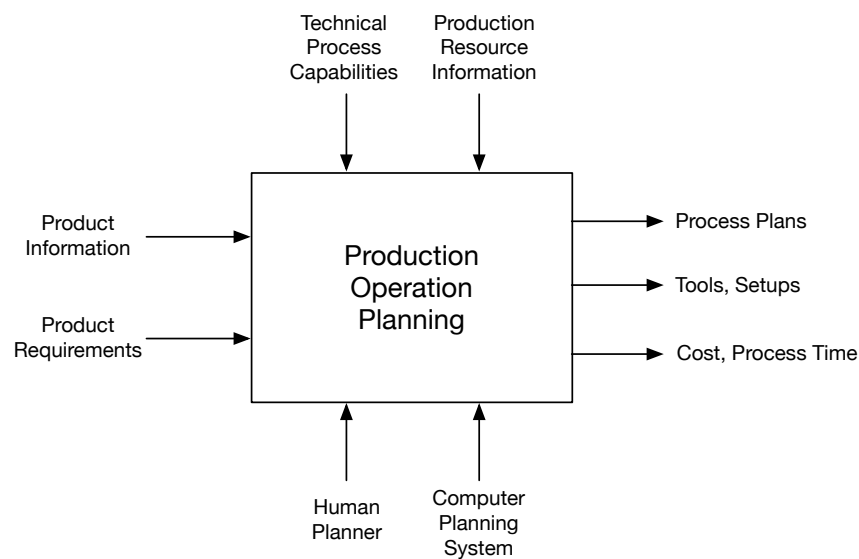 Technical
Process
Capabilities
Production
Resource
Information
Product
Information
Product
Requirements
Production
Operation
Planning
Process Plans
Tools, Setups
Cost, Process Time
Human
Planner
Computer
Planning
System